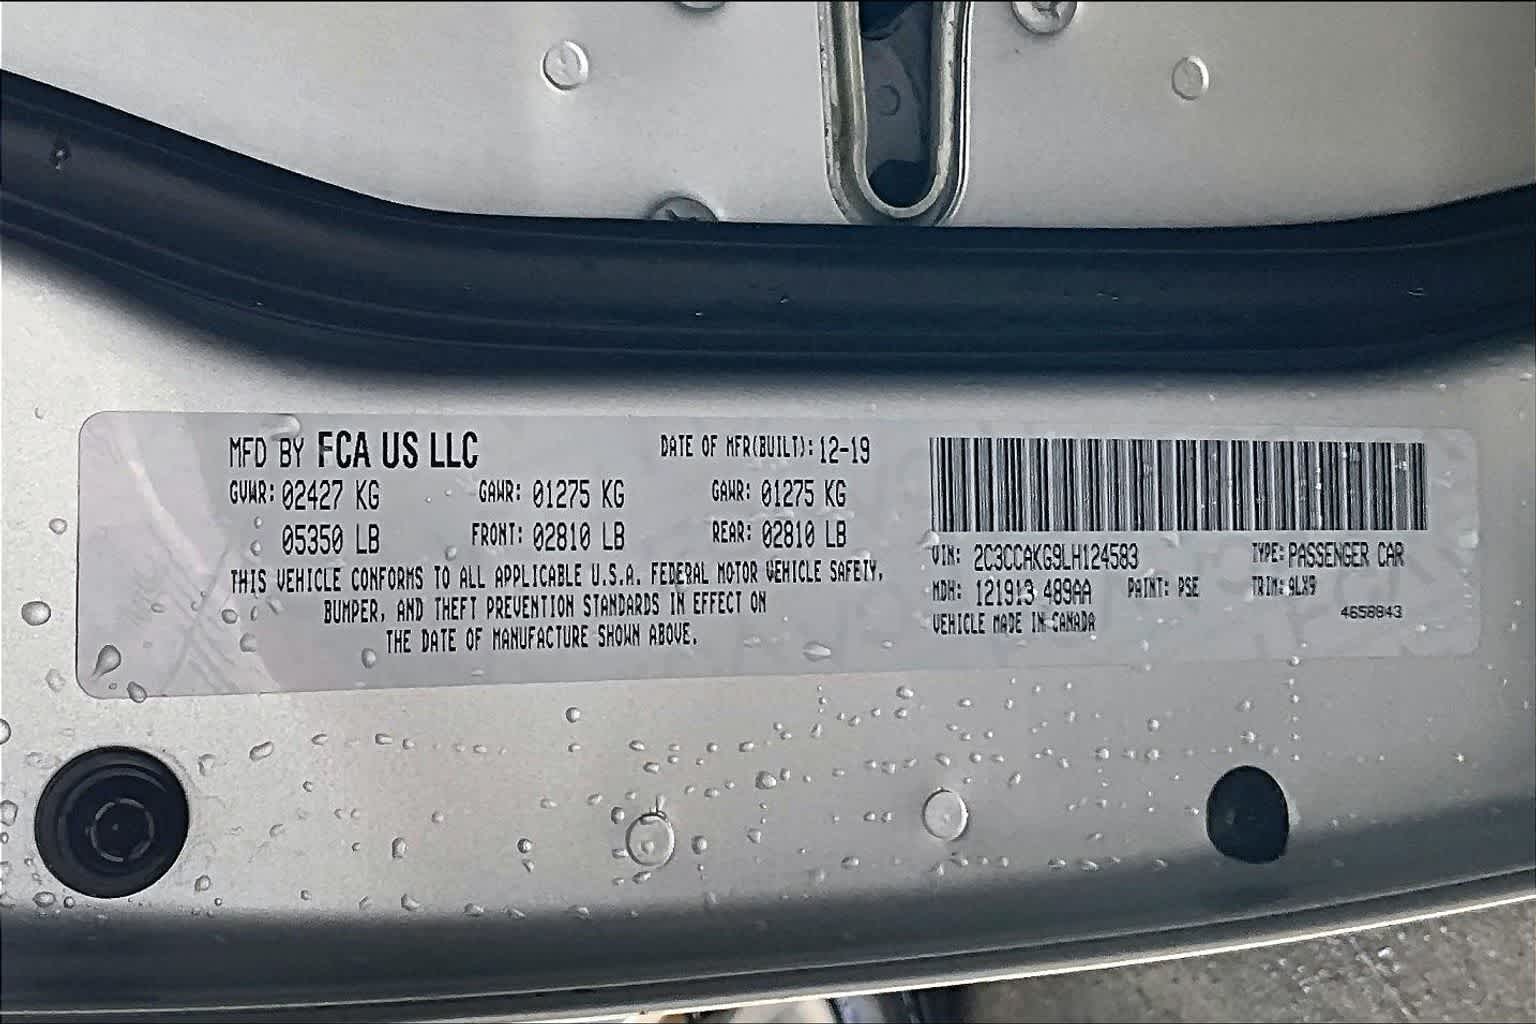 MFD BY FCA US LLC DATE OF MFR(BUILT): 12-19
GVWR: 02427 KG GAWR: 01275 KG GAWR: 01275 KG
05350 LB FRONT: 02810 LB REAR: 02810 LB
THIS VEHICLE CONFORMS TO ALL APPLICABLE U.S.A. FEDERAL MOTOR VEHICLE SAFETY,
BUMPER, AND THEFT PREVENTION STANDARDS IN EFFECT ON
THE DATE OF MANUFACTURE SHOWN ABOVE.
VIN: 2C3CCAKG9LH124583 TYPE: PASSENGER CAR
MDH: 121913 489AA PAINT: PSE TRIM: 9LX9
VEHICLE MADE IN CANADA 4658943